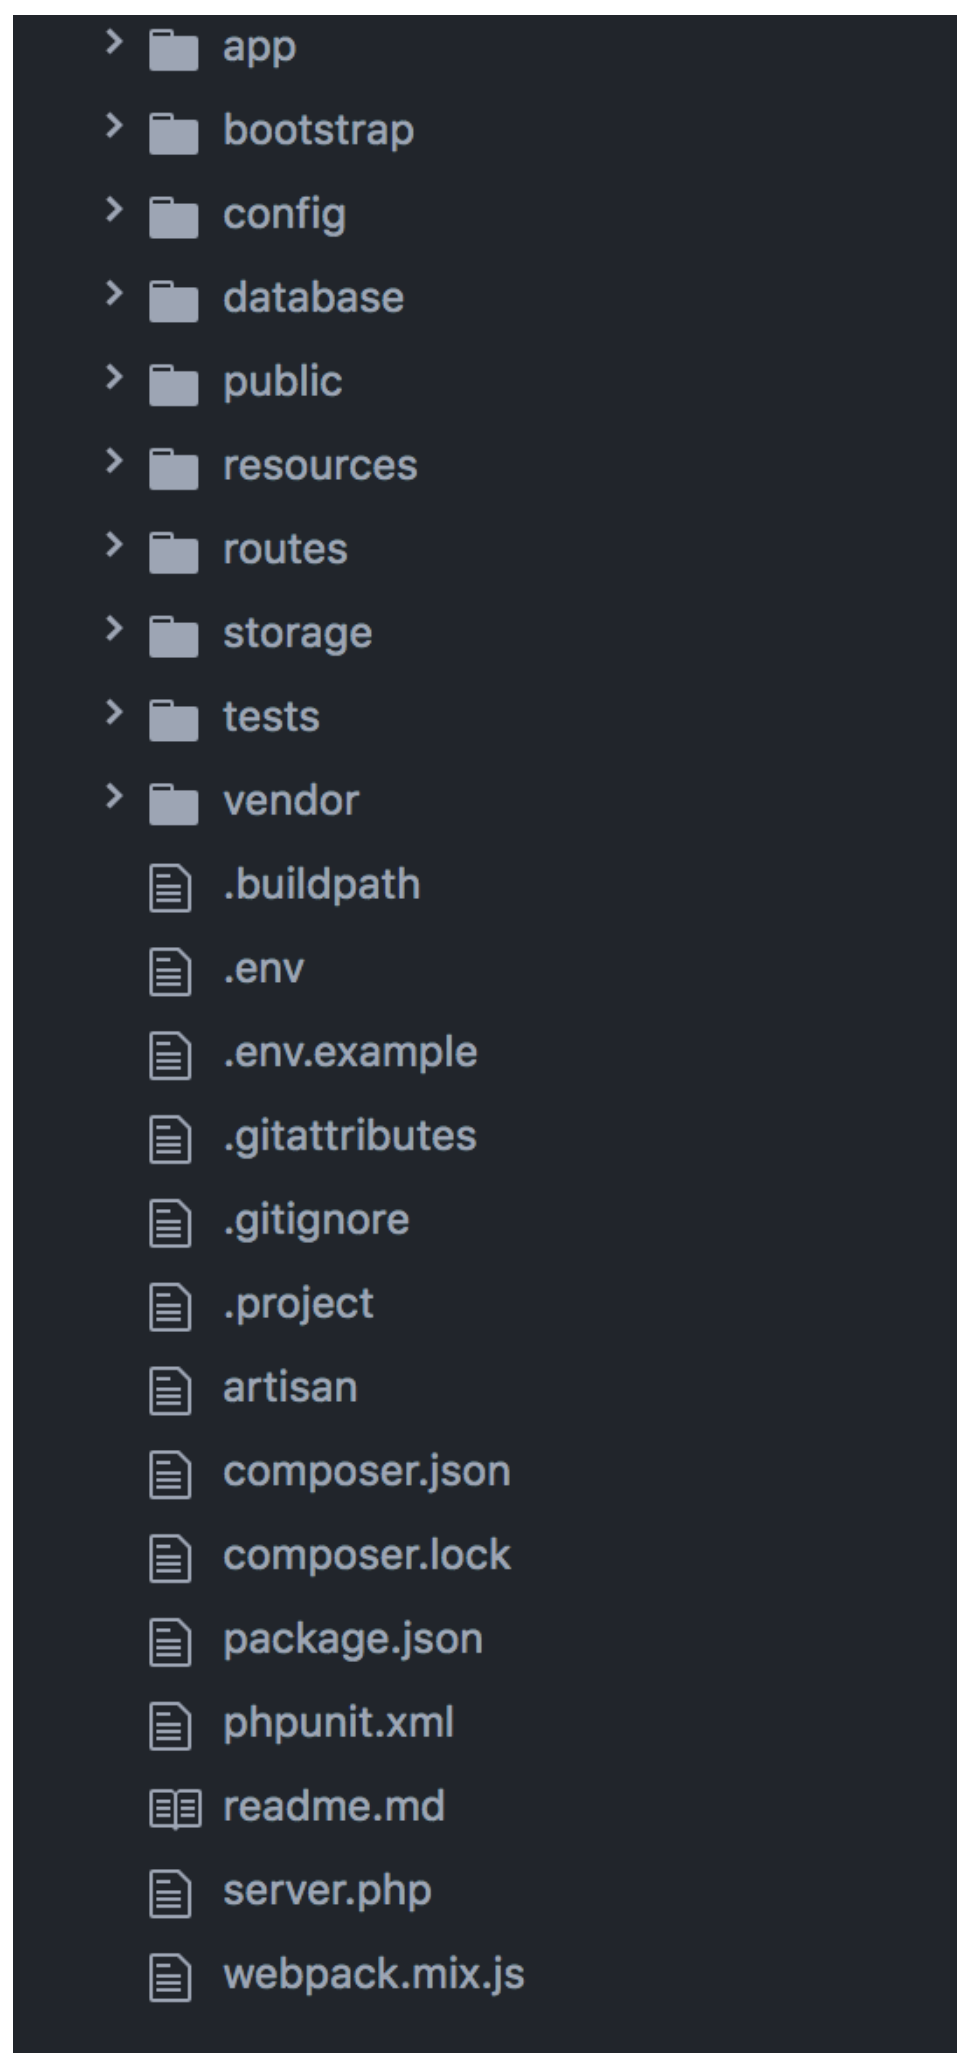 app
bootstrap
config
database
public
resources
routes
storage
tests
vendor
.buildpath
.env
.env.example
.gitattributes
.gitignore
.project
artisan
composer.json
composer.lock
package.json
phpunit.xml
readme.md
server.php
webpack.mix.js